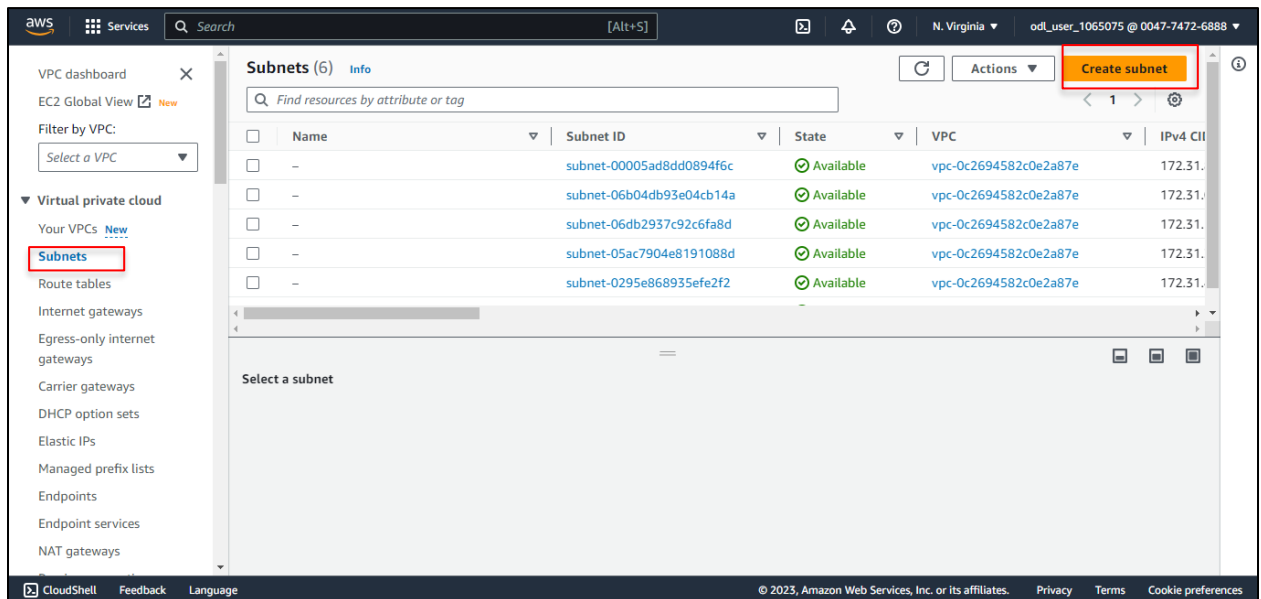 aws Services Search [Alt+S] N. Virginia ▼ odl_user_1065075 @ 0047-7472-6888 ▼
VPC dashboard
EC2 Global View New
Filter by VPC:
Select a VPC
Virtual private cloud
Your VPCs New
Subnets
Route tables
Internet gateways
Egress-only internet
gateways
Carrier gateways
DHCP option sets
Elastic IPs
Managed prefix lists
Endpoints
Endpoint services
NAT gateways
Subnets (6) Info Actions ▼ Create subnet
Find resources by attribute or tag 1
Name Subnet ID State VPC IPv4 CI
– subnet-00005ad8dd0894f6c Available vpc-0c2694582c0e2a87e 172.31.
– subnet-06b04db93e04cb14a Available vpc-0c2694582c0e2a87e 172.31.
– subnet-06db2937c92c6fa8d Available vpc-0c2694582c0e2a87e 172.31.
– subnet-05ac7904e8191088d Available vpc-0c2694582c0e2a87e 172.31.
– subnet-0295e868935efe2f2 Available vpc-0c2694582c0e2a87e 172.31.
Select a subnet
CloudShell Feedback Language © 2023, Amazon Web Services, Inc. or its affiliates. Privacy Terms Cookie preferences